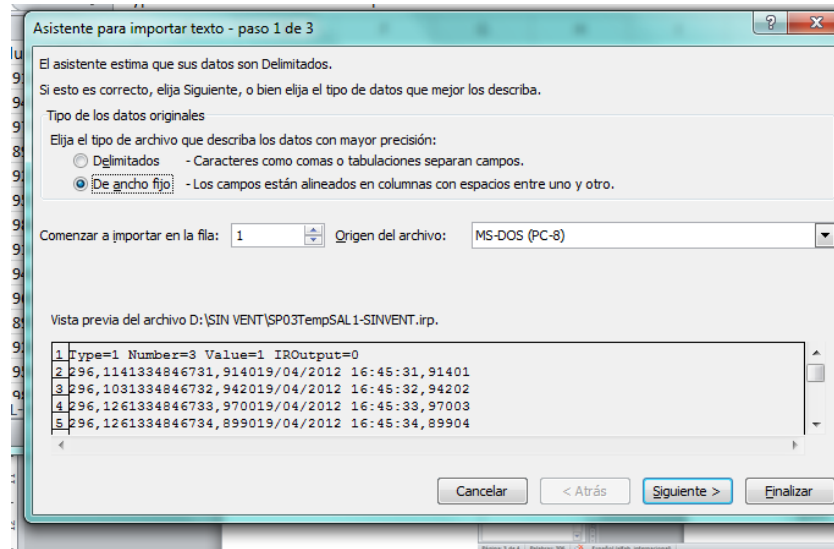 Asistente para importar texto - paso 1 de 3
El asistente estima que sus datos son Delimitados.
Si esto es correcto, elija Siguiente, o bien elija el tipo de datos que mejor los describa.
Tipo de los datos originales
Elija el tipo de archivo que describa los datos con mayor precisión:
Delimitados - Caracteres como comas o tabulaciones separan campos.
De ancho fijo - Los campos están alineados en columnas con espacios entre uno y otro.
Comenzar a importar en la fila: 1 Origen del archivo: MS-DOS (PC-8)
Vista previa del archivo D:\SIN VENT\SP03TempSAL1-SINVENT.irp.
1 Type=1 Number=3 Value=1 IROutput=0
2 296,1141334846731,914019/04/2012 16:45:31,91401
3 296,1031334846732,942019/04/2012 16:45:32,94202
4 296,1261334846733,970019/04/2012 16:45:33,97003
5 296,1261334846734,899019/04/2012 16:45:34,89904
Cancelar < Atrás Siguiente > Finalizar